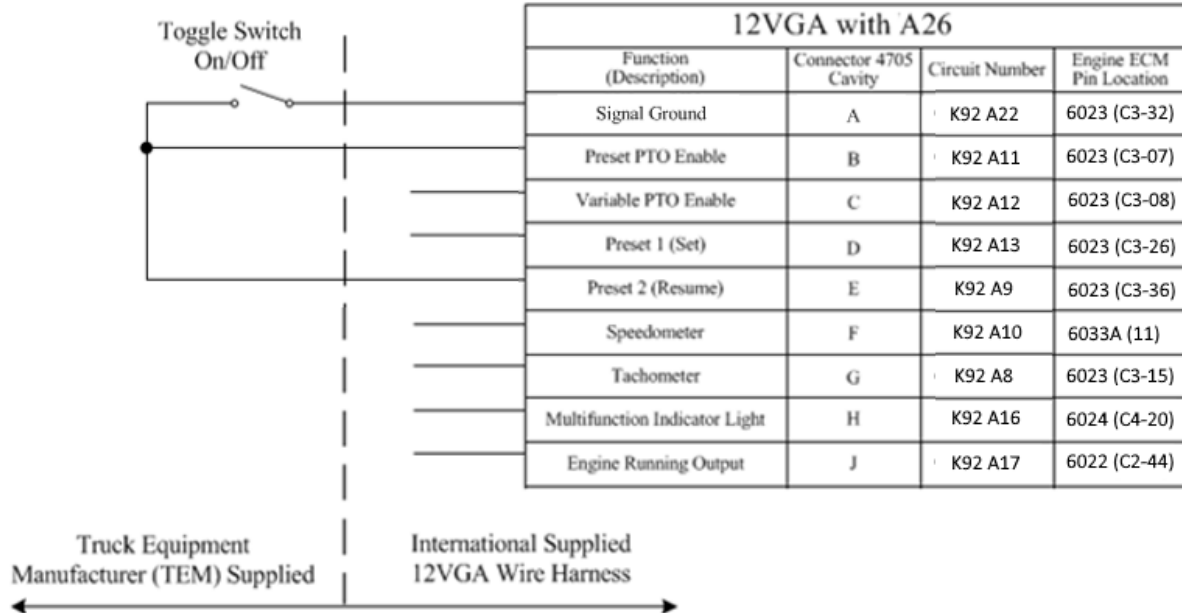 Toggle Switch
On/Off
12VGA with A26
Function
(Description)
Connector 4705
Cavity
Circuit Number
Engine ECM
Pin Location
Signal Ground A K92 A22 6023 (C3-32)
Preset PTO Enable B K92 A11 6023 (C3-07)
Variable PTO Enable C K92 A12 6023 (C3-08)
Preset 1 (Set) D K92 A13 6023 (C3-26)
Preset 2 (Resume) E K92 A9 6023 (C3-36)
Speedometer F K92 A10 6033A (11)
Tachometer G K92 A8 6023 (C3-15)
Multifunction Indicator Light H K92 A16 6024 (C4-20)
Engine Running Output J K92 A17 6022 (C2-44)
Truck Equipment
Manufacturer (TEM) Supplied
International Supplied
12VGA Wire Harness